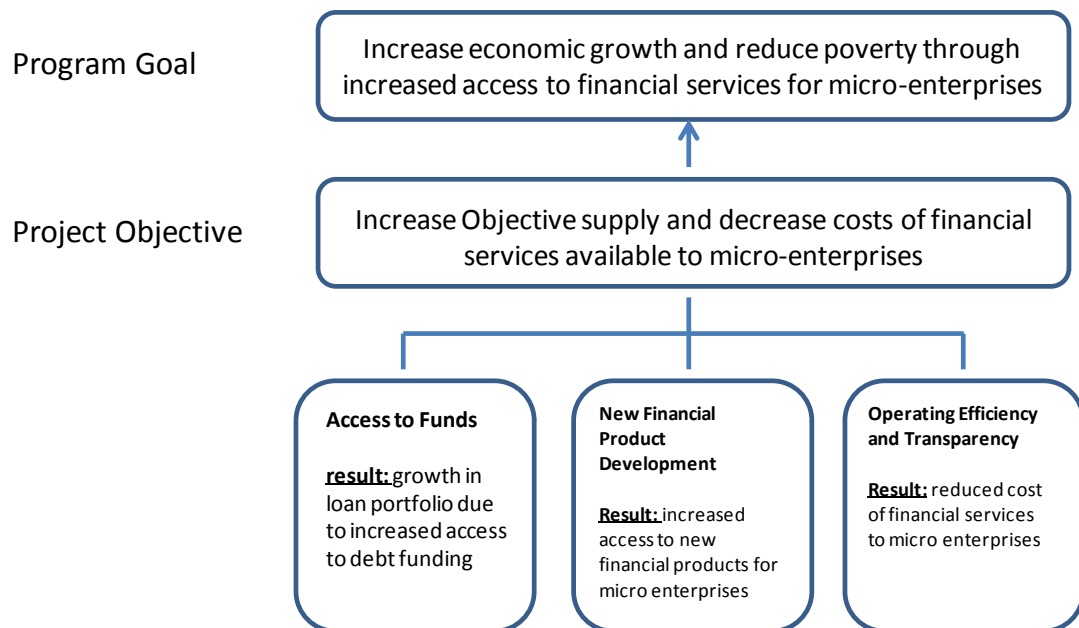 Program Goal
Increase economic growth and reduce poverty through
increased access to financial services for micro-enterprises
Project Objective
Increase Objective supply and decrease costs of financial
services available to micro-enterprises
Access to Funds
result: growth in
loan portfolio due
to increased access
to debt funding
New Financial
Product
Development
Result: increased
access to new
financial products for
micro enterprises
Operating Efficiency
and Transparency
Result: reduced cost
of financial services
to micro enterprises